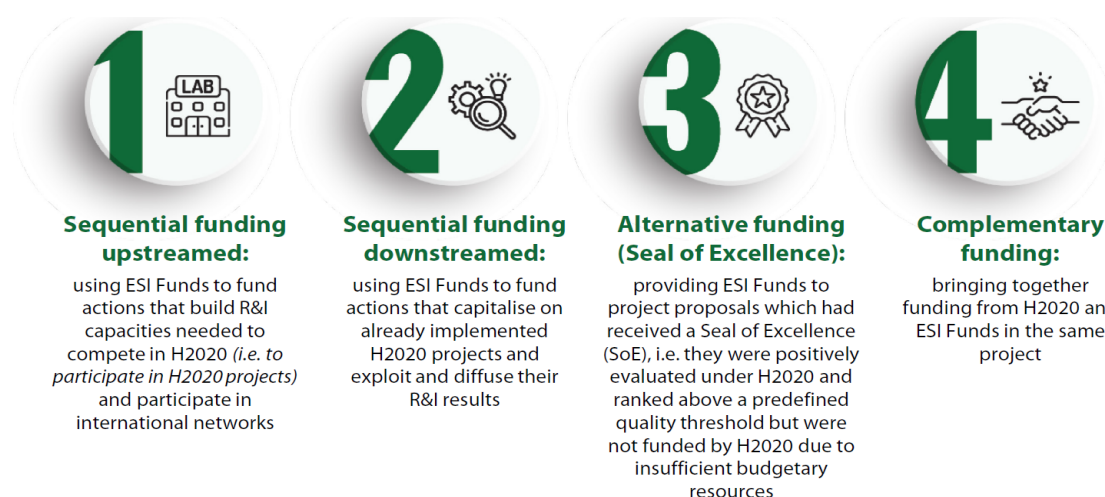 1
LAB
Sequential funding
upstreamed:
using ESI Funds to fund
actions that build R&I
capacities needed to
compete in H2020 (i.e. to
participate in H2020 projects)
and participate in
international networks
2
Sequential funding
downstreamed:
using ESI Funds to fund
actions that capitalise on
already implemented
H2020 projects and
exploit and diffuse their
R&I results
3
Alternative funding
(Seal of Excellence):
providing ESI Funds to
project proposals which had
received a Seal of Excellence
(SoE), i.e. they were positively
evaluated under H2020 and
ranked above a predefined
quality threshold but were
not funded by H2020 due to
insufficient budgetary
resources
4
Complementary
funding:
bringing together
funding from H2020 an
ESI Funds in the same
project